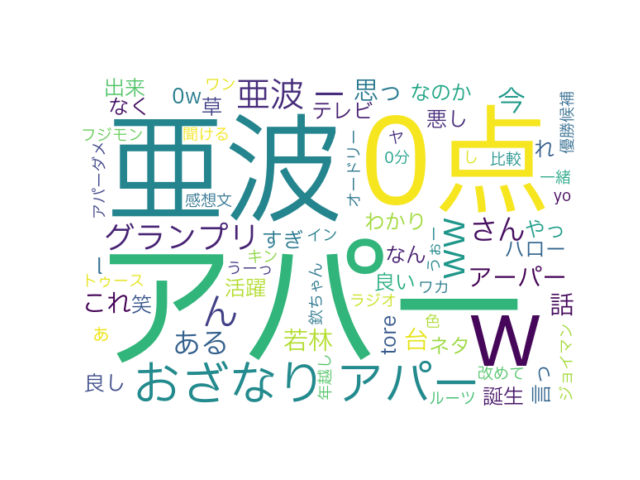 出来
ワン
0w
亜波
ー
思っ
なのか
今
優勝候補
なく
草
テレビ
悪し
れ
フジモン
聞ける
亜波
0点
ヤ
0分
し
比較
アパーダメ
感想文
オードリー
一緒
yo
グランプリ
すぎ
イン
わかり
ww
さん
やっ
l
うーっ
キン
なん
うぉー
ハロー
アパー
トゥース
活躍
欽ちゃん
良い
ワカ
アーパー
これ
笑
ん
ラジオ
w
話
あ
ある
若林
tore
台
色
ネタ
ジョイマン
良し
おざなり
年越し
アパー
ルーツ
改めて
誕生
言っ